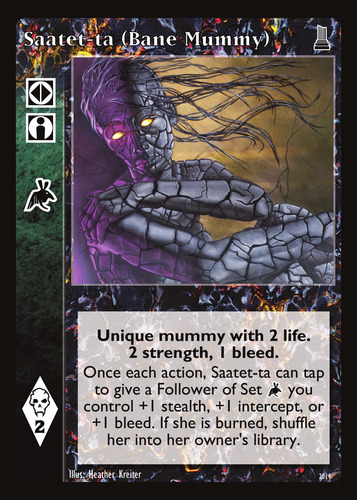 Saatet-ta (Bane Mummy)
Unique mummy with 2 life.
2 strength, 1 bleed.
Once each action, Saatet-ta can tap
to give a Follower of Set you
control +1 stealth, +1 intercept, or
+1 bleed. If she is burned, shuffle
her into her owner's library.
2
Illus: Heather Kreiter